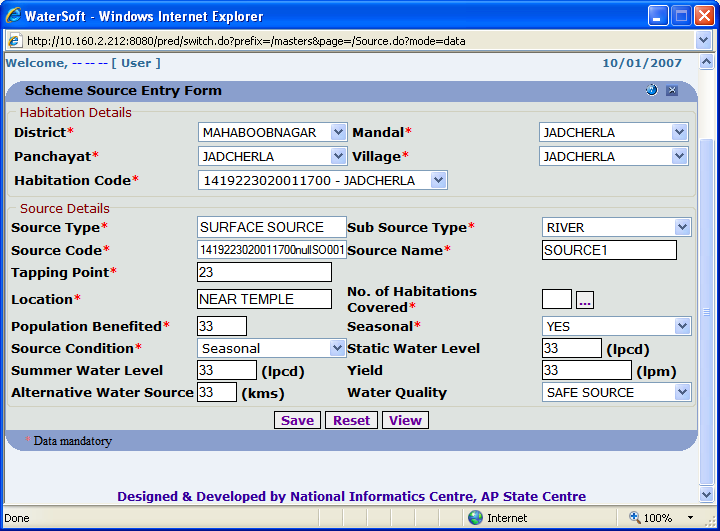 WaterSoft - Windows Internet Explorer
http://10.160.2.212:8080/pred/switch.do?prefix=/masters&page=/Source.do?mode=data
Welcome, -- -- -- [ User ] 10/01/2007
Scheme Source Entry Form
Habitation Details
District* MAHABOOBNAGAR Mandal* JADCHERLA
Panchayat* JADCHERLA Village* JADCHERLA
Habitation Code* 1419223020011700 - JADCHERLA
Source Details
Source Type* SURFACE SOURCE Sub Source Type* RIVER
Source Code* 1419223020011700nullSO001 Source Name* SOURCE1
Tapping Point* 23
Location* NEAR TEMPLE No. of Habitations Covered* ...
Population Benefited* 33 Seasonal* YES
Source Condition* Seasonal Static Water Level 33 (lpcd)
Summer Water Level 33 (lpcd) Yield 33 (lpm)
Alternative Water Source 33 (kms) Water Quality SAFE SOURCE
Save Reset View
* Data mandatory
Designed & Developed by National Informatics Centre, AP State Centre
Done Internet 100%